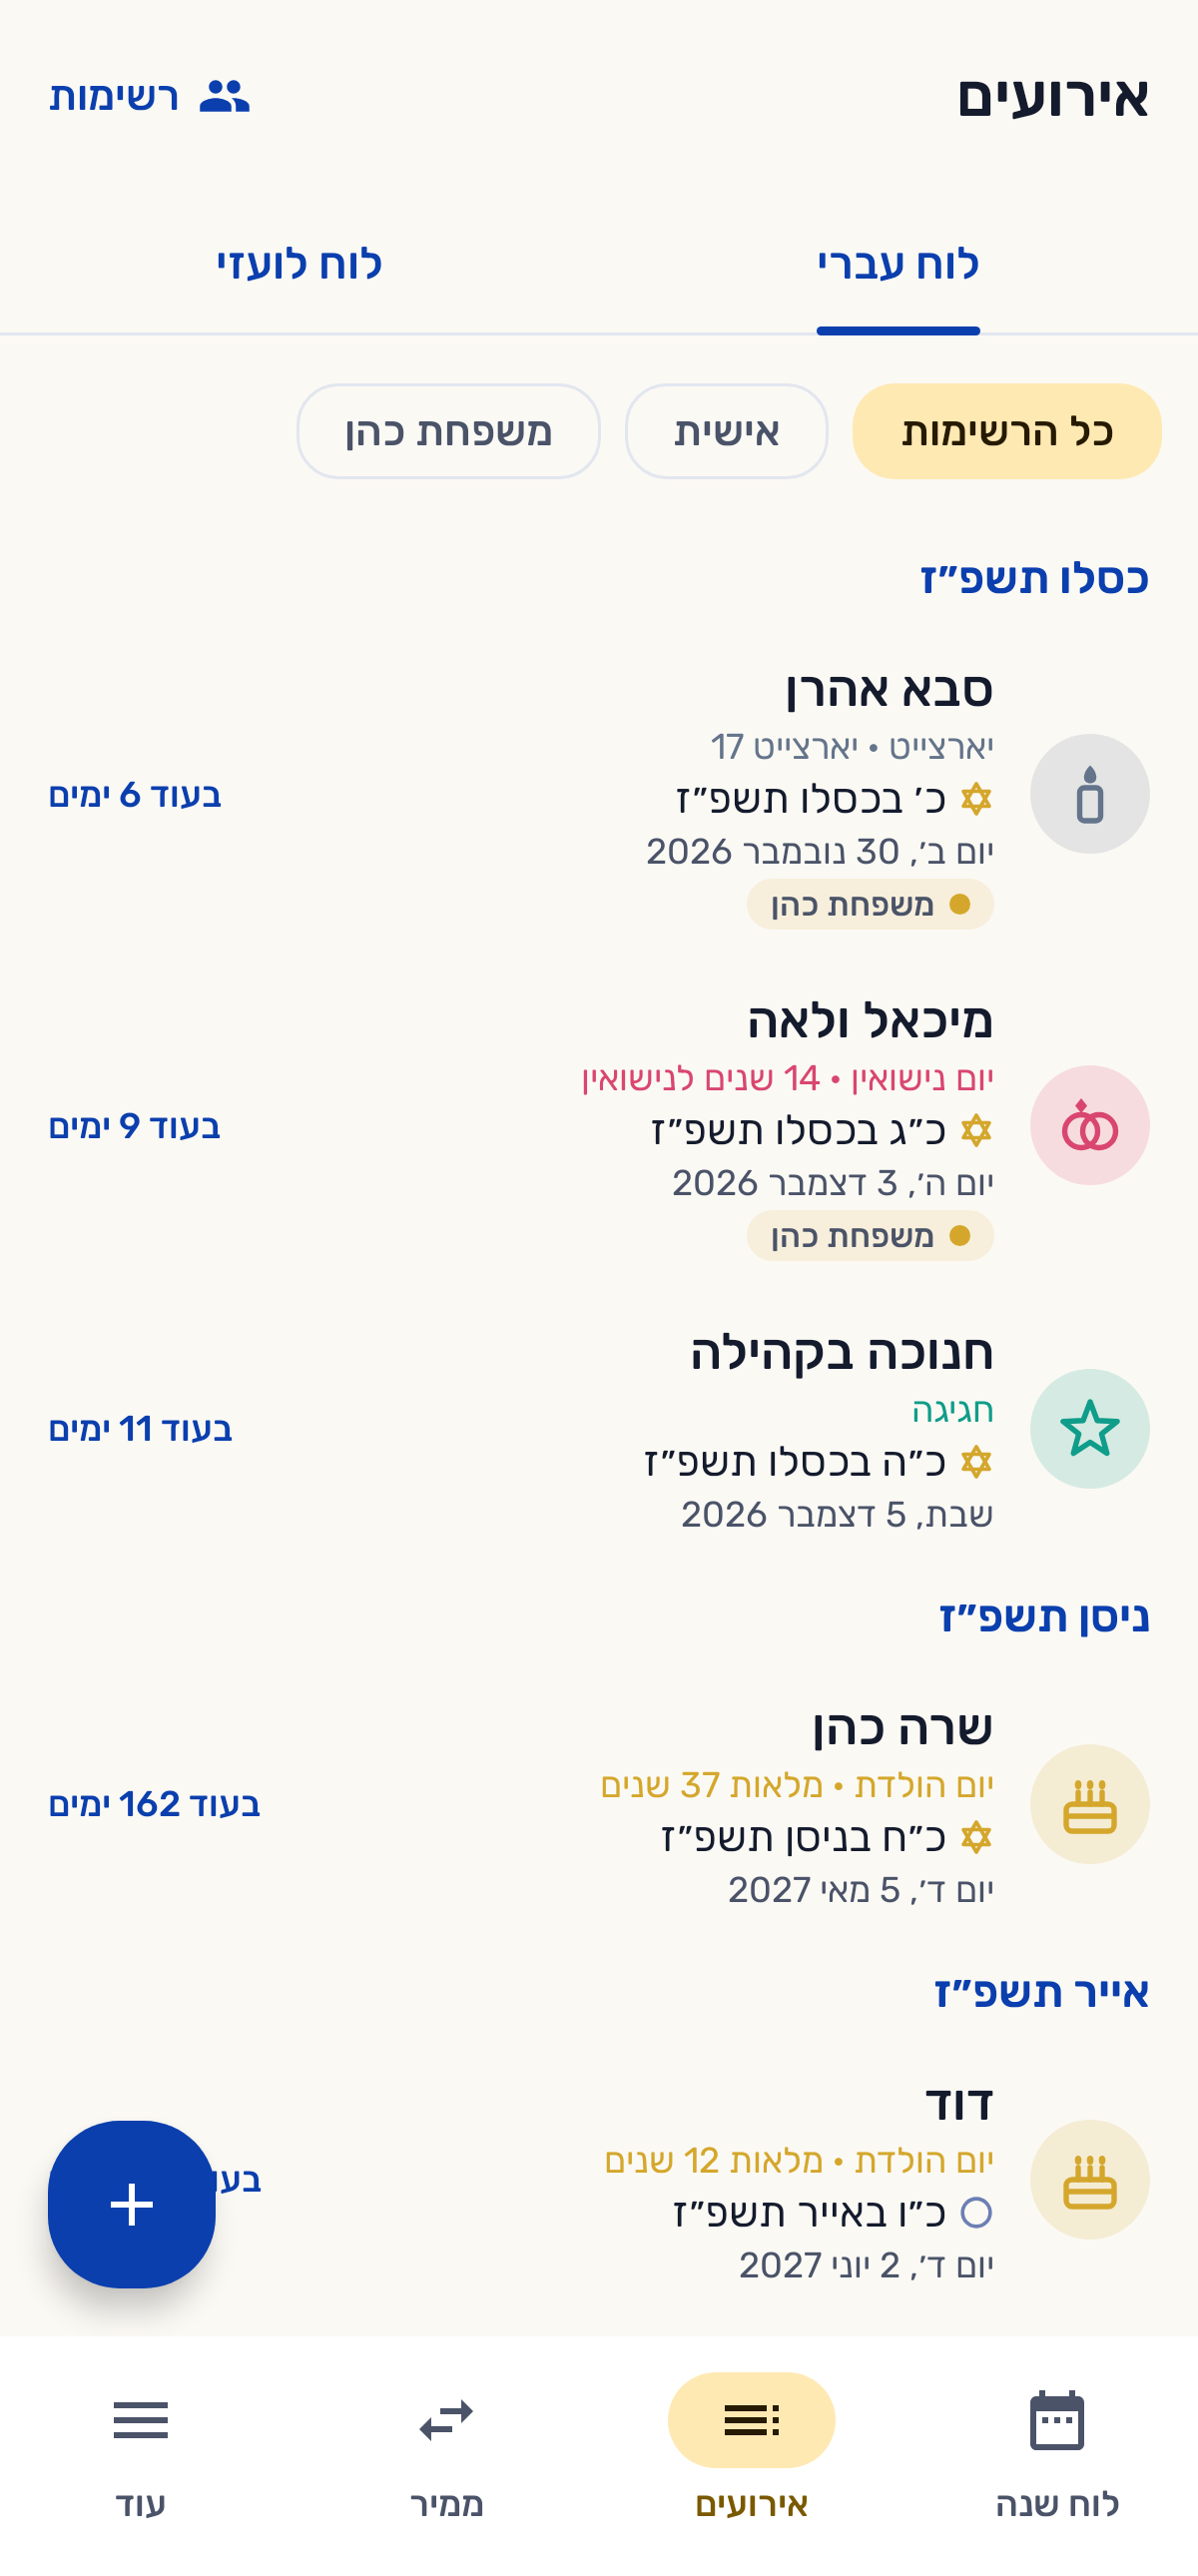 אירועים
רשימות
לוח עברי
לוח לועזי
כל הרשימות
אישית
משפחת כהן
כסלו תשפ״ז
סבא אהרן
יארצייט • יארצייט 17
כ׳ בכסלו תשפ״ז
יום ב׳, 30 נובמבר 2026
משפחת כהן
בעוד 6 ימים
מיכאל ולאה
יום נישואין • 14 שנים לנישואין
כ״ג בכסלו תשפ״ז
יום ה׳, 3 דצמבר 2026
משפחת כהן
בעוד 9 ימים
חנוכה בקהילה
חגיגה
כ״ה בכסלו תשפ״ז
שבת, 5 דצמבר 2026
בעוד 11 ימים
ניסן תשפ״ז
שרה כהן
יום הולדת • מלאות 37 שנים
כ״ח בניסן תשפ״ז
יום ד׳, 5 מאי 2027
בעוד 162 ימים
אייר תשפ״ז
דוד
יום הולדת • מלאות 12 שנים
כ״ו באייר תשפ״ז
יום ד׳, 2 יוני 2027
לוח שנה
אירועים
ממיר
עוד